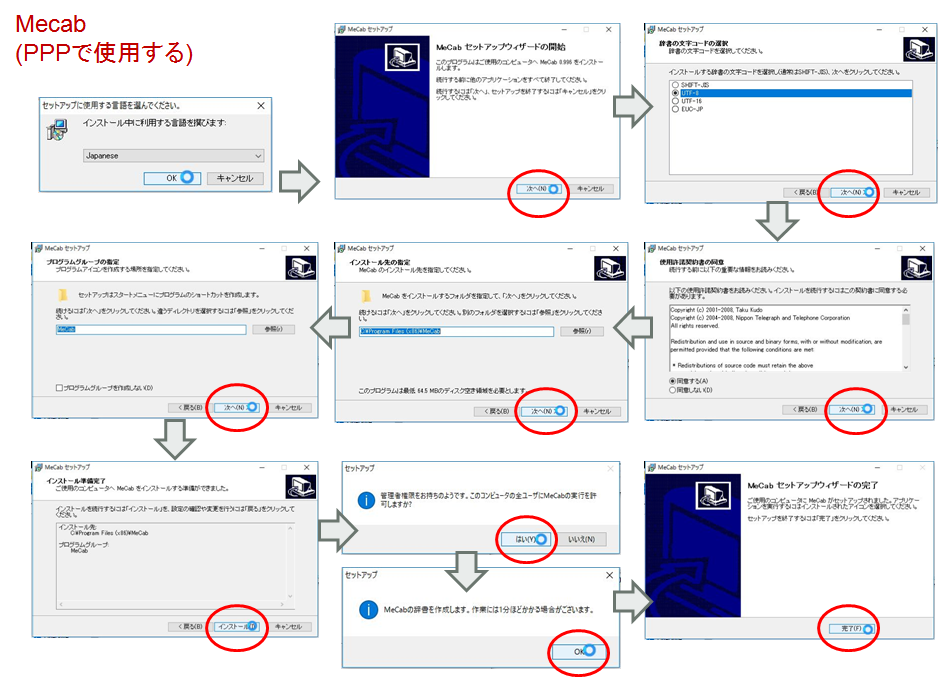 Mecab
(PPPで使用する)
セットアップに使用する言語を選んでください。
インストール中に利用する言語を選びます:
Japanese
OK
キャンセル
MeCab セットアップ
MeCab セットアップウィザードの開始
このプログラムはご使用のコンピュータへ MeCab 0.996 をインストー
ルします。
続行する前に他のアプリケーションをすべて終了してください。
続行するには「次へ」、セットアップを終了するには「キャンセル」をクリ
ックしてください。
次へ(N)
キャンセル
MeCab セットアップ
辞書の文字コードの選択
辞書の文字コードを選択してください。
インストールする辞書の文字コードを選択し(通常はSHIFT-JIS)、次へをクリックしてください。
SHIFT-JIS
UTF-8
UTF-16
EUC-JP
< 戻る(B)
次へ(N)
キャンセル
MeCab セットアップ
使用許諾契約書の同意
続行する前に以下の重要な情報をお読みください。
以下の使用許諾契約書をお読みください。インストールを続行するにはこの契約書に同意する必
要があります。
Copyright (c) 2001-2008, Taku Kudo
Copyright (c) 2004-2008, Nippon Telegraph and Telephone Corporation
All rights reserved.
Redistribution and use in source and binary forms, with or without modification, are
permitted provided that the following conditions are met
* Redistributions of source code must retain the above
同意する(A)
同意しない(D)
< 戻る(B)
次へ(N)
キャンセル
MeCab セットアップ
インストール先の指定
MeCab のインストール先を指定してください。
MeCab をインストールするフォルダを指定して、「次へ」をクリックしてください。
続けるには「次へ」をクリックしてください。別のフォルダを選択するには「参照」をクリックしてください。
C:¥Program Files (x86)¥MeCab
参照(r)
このプログラムは最低 64.5 MBのディスク空き領域を必要とします。
< 戻る(B)
次へ(N)
キャンセル
MeCab セットアップ
プログラムグループの指定
プログラムアイコンを作成する場所を指定してください。
セットアップはスタートメニューにプログラムのショートカットを作成します。
続けるには「次へ」をクリックしてください。違うディレクトリを選択するには「参照」をクリックしてくだ
さい。
MeCab
参照(r)
プログラムグループを作成しない(D)
< 戻る(B)
次へ(N)
キャンセル
MeCab セットアップ
インストール準備完了
ご使用のコンピュータへ MeCab をインストールする準備ができました。
インストールを続行するには「インストール」を、設定の確認や変更を行うには「戻る」をクリックして
ください。
インストール先:
C:¥Program Files (x86)¥MeCab
プログラムグループ:
MeCab
< 戻る(B)
インストール(I)
キャンセル
セットアップ
管理者権限をお持ちのようです。このコンピュータの全ユーザにMeCabの実行を許
可しますか?
はい(Y)
いいえ(N)
セットアップ
MeCabの辞書を作成します。作業には1分ほどかかる場合がございます。
OK
MeCab セットアップ
MeCab セットアップウィザードの完了
ご使用のコンピュータに MeCab がセットアップされました。アプリケー
ションを実行するにはインストールされたアイコンを選択してください。
セットアップを終了するには「完了」をクリックしてください。
完了(F)